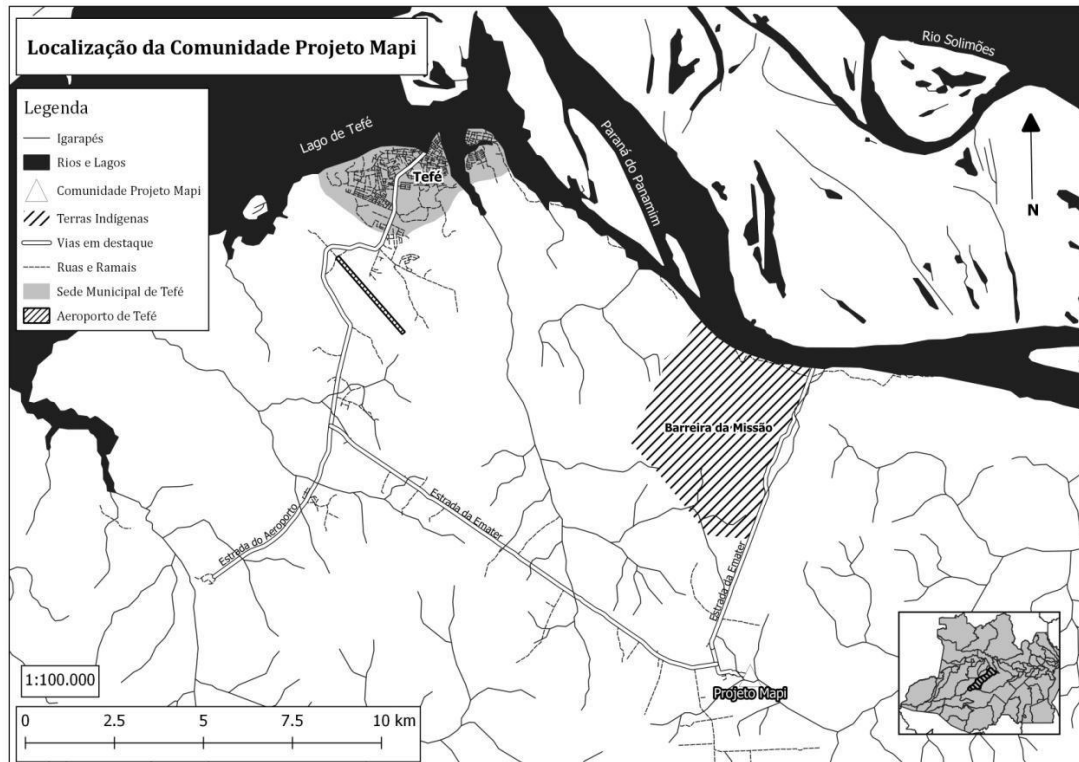 Localização da Comunidade Projeto Mapi
Rio Solimões
Legenda
Igarapés
Rios e Lagos
Comunidade Projeto Mapi
Terras Indígenas
Vias em destaque
Ruas e Ramais
Sede Municipal de Tefé
Aeroporto de Tefé
Lago de Tefé
Tefé
Paraná do Panamim
N
Barreira da Missão
Estrada da Emater
Estrada do Aeroporto
Estrada da Emater
Projeto Mapi
1:100.000
0 2.5 5 7.5 10 km